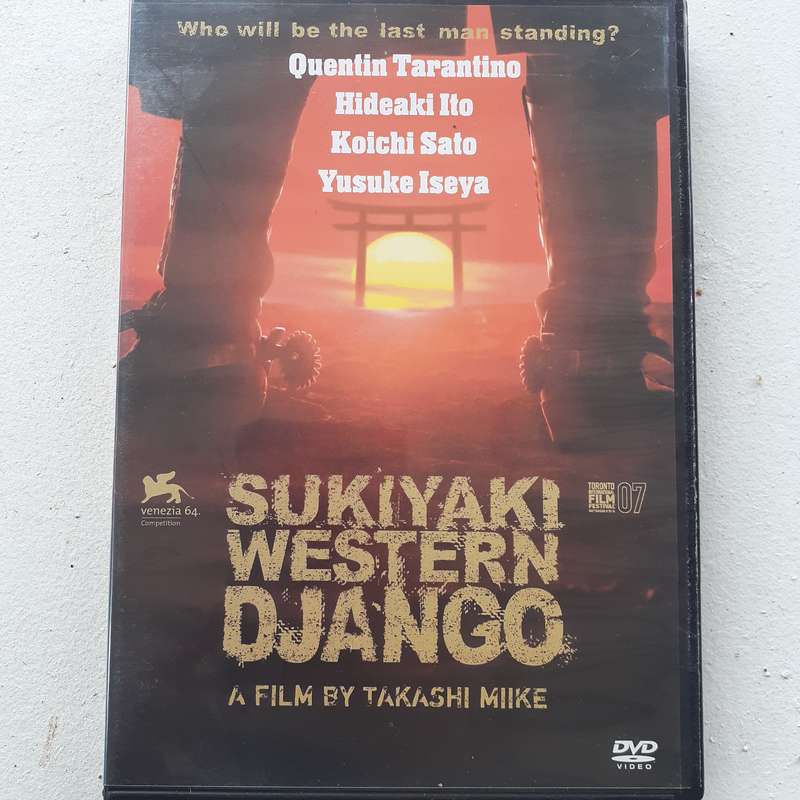 Who will be the last man standing?
Quentin Tarantino
Hideaki Ito
Koichi Sato
Yusuke Iseya
venezia 64.
Competition
TORONTO
INTERNATIONAL
FILM
FESTIVAL
07
SUKIYAKI
WESTERN
DJANGO
A FILM BY TAKASHI MIIKE
DVD
VIDEO